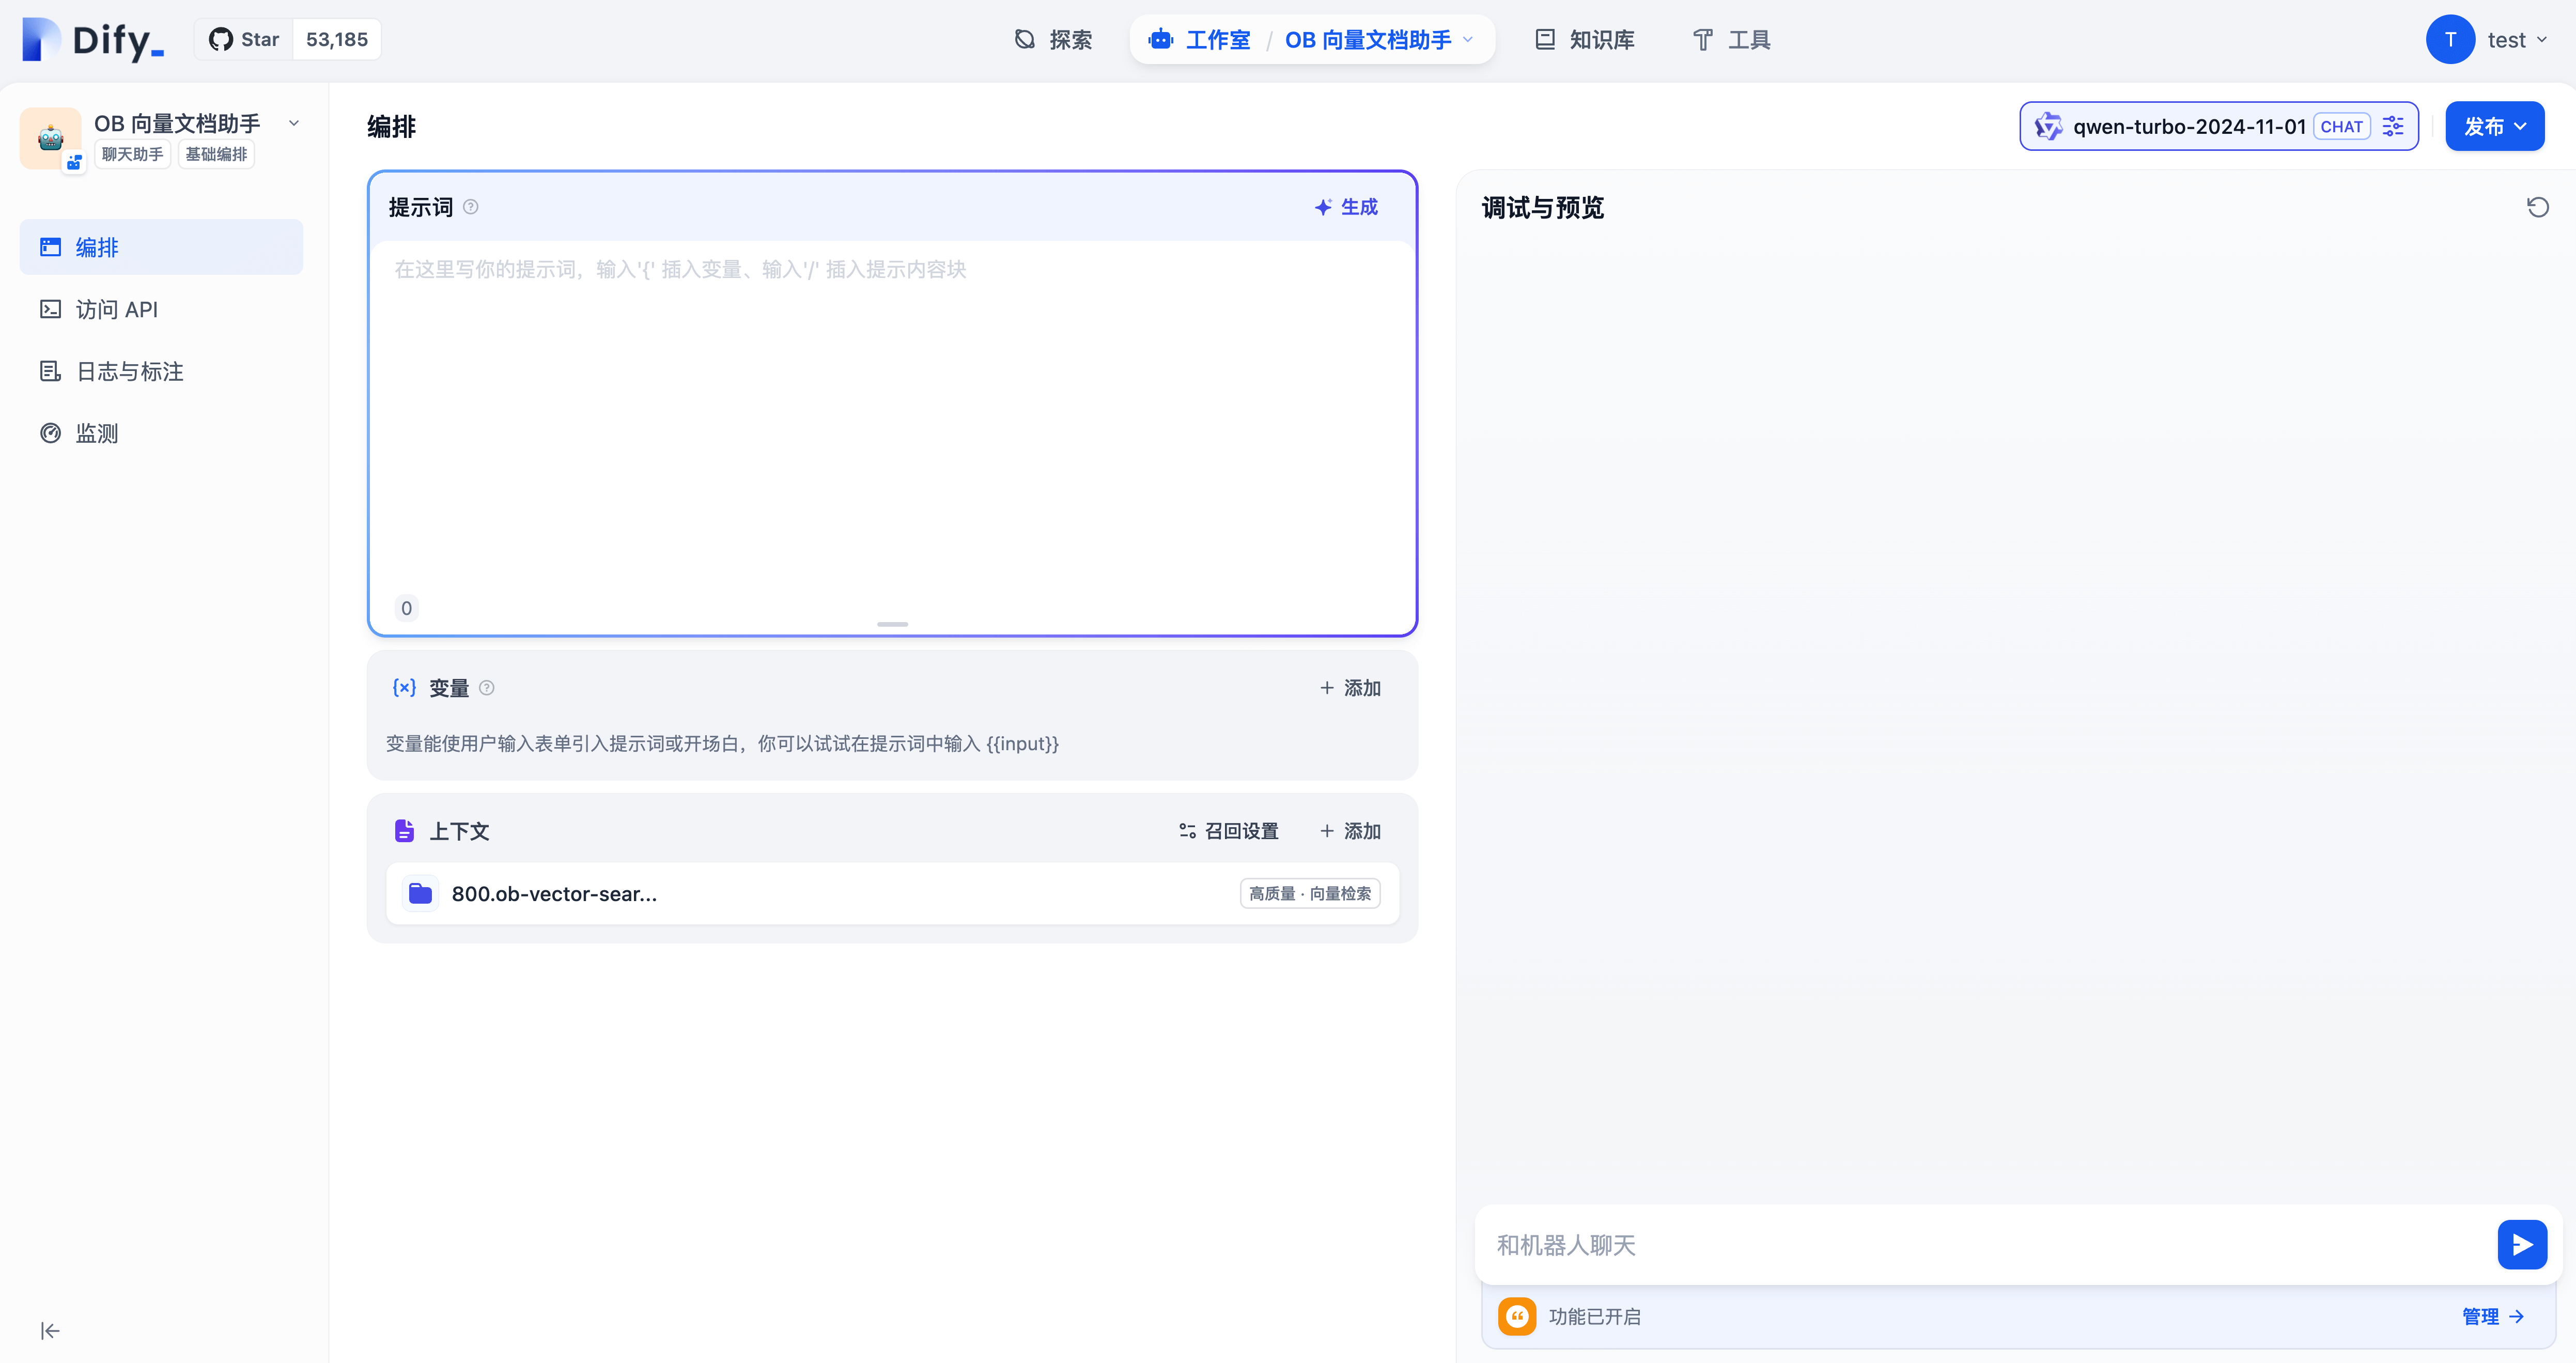 Dify_
Star 53,185
探索
工作室 / OB 向量文档助手
知识库
工具
T test
OB 向量文档助手
聊天助手 基础编排
编排
访问 API
日志与标注
监测
编排
qwen-turbo-2024-11-01 CHAT
发布
提示词
生成
在这里写你的提示词，输入'{' 插入变量、输入'/' 插入提示内容块
0
{x} 变量
+ 添加
变量能使用户输入表单引入提示词或开场白，你可以试试在提示词中输入 {{input}}
上下文
召回设置
+ 添加
800.ob-vector-sear...
高质量 · 向量检索
调试与预览
和机器人聊天
功能已开启
管理 →